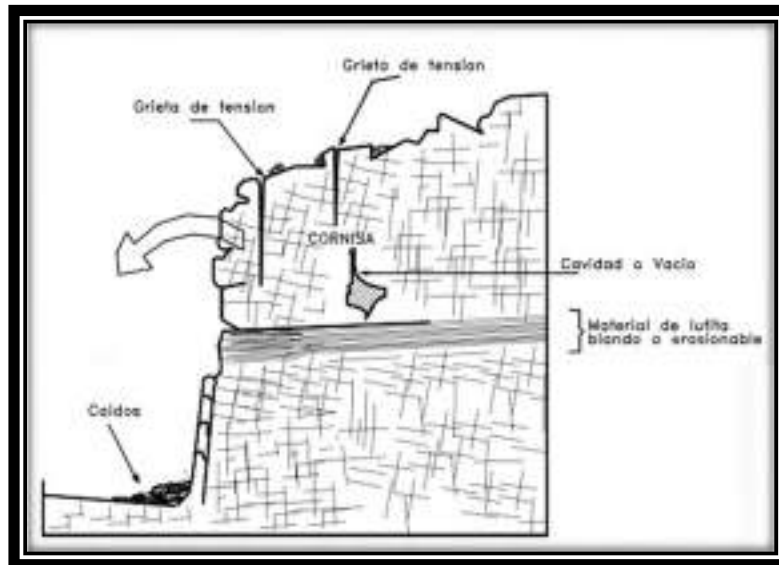 Grieta de tension
Grieta de tension
CORNISA
Cavidad o Vacio
Material de lutita
blando o erosionable
Caidos